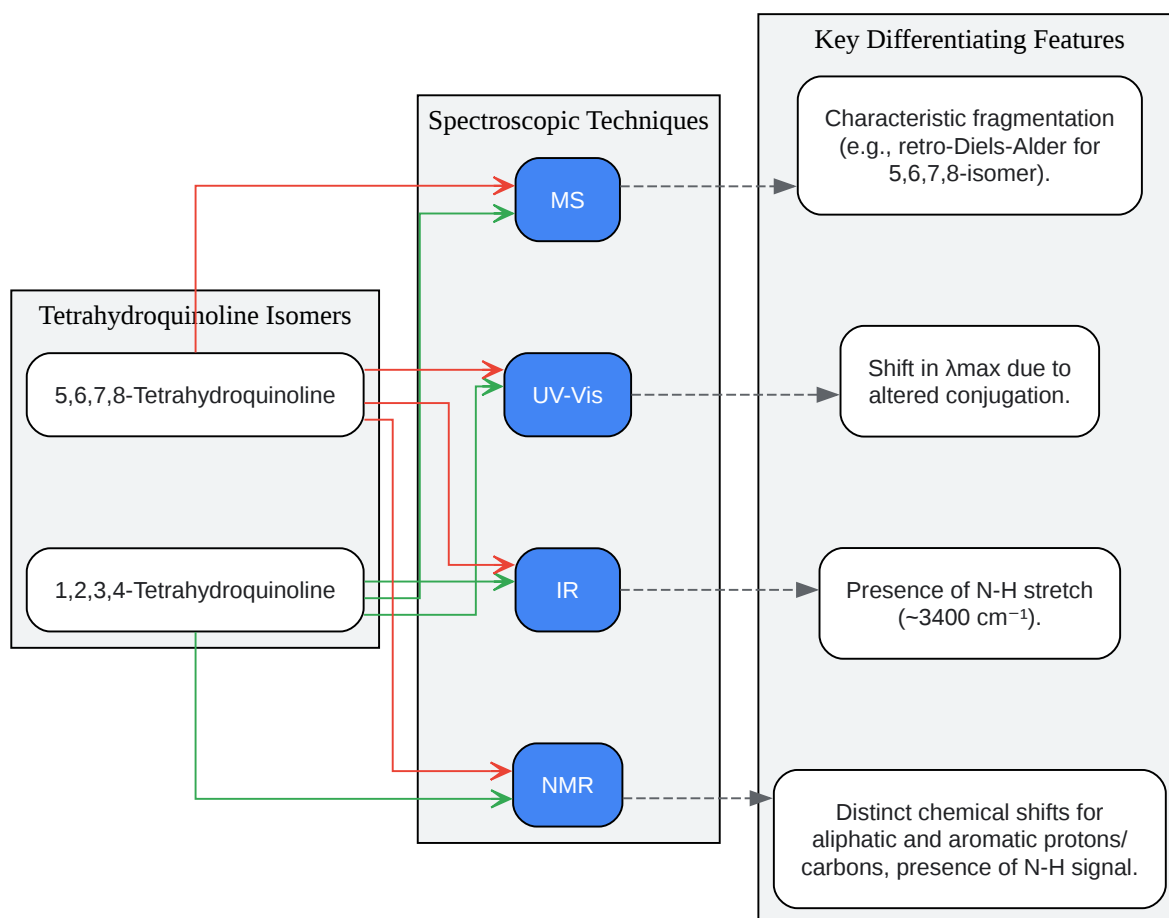 Tetrahydroquinoline Isomers
5,6,7,8-Tetrahydroquinoline
1,2,3,4-Tetrahydroquinoline
Spectroscopic Techniques
MS
UV-Vis
IR
NMR
Key Differentiating Features
Characteristic fragmentation
(e.g., retro-Diels-Alder for
5,6,7,8-isomer).
Shift in λmax due to
altered conjugation.
Presence of N-H stretch
(~3400 cm⁻¹).
Distinct chemical shifts for
aliphatic and aromatic protons/
carbons, presence of N-H signal.